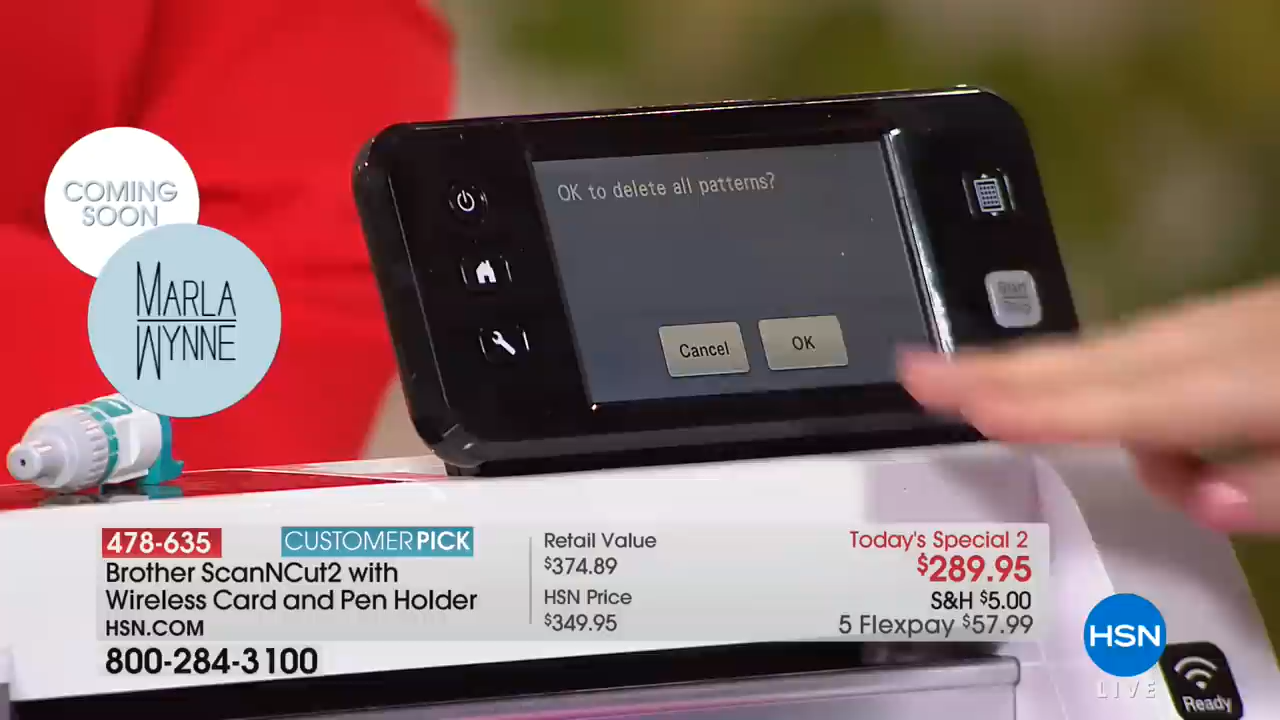 COMING
SOON
MARLA
WYNNE
OK to delete all patterns?
Cancel
OK
Start
478-635
CUSTOMERPICK
Brother ScanNCut2 with
Wireless Card and Pen Holder
HSN.COM
800-284-3100
Retail Value
$374.89
HSN Price
$349.95
Today's Special 2
$289.95
S&H $5.00
5 Flexpay $57.99
HSN
LIVE
Ready